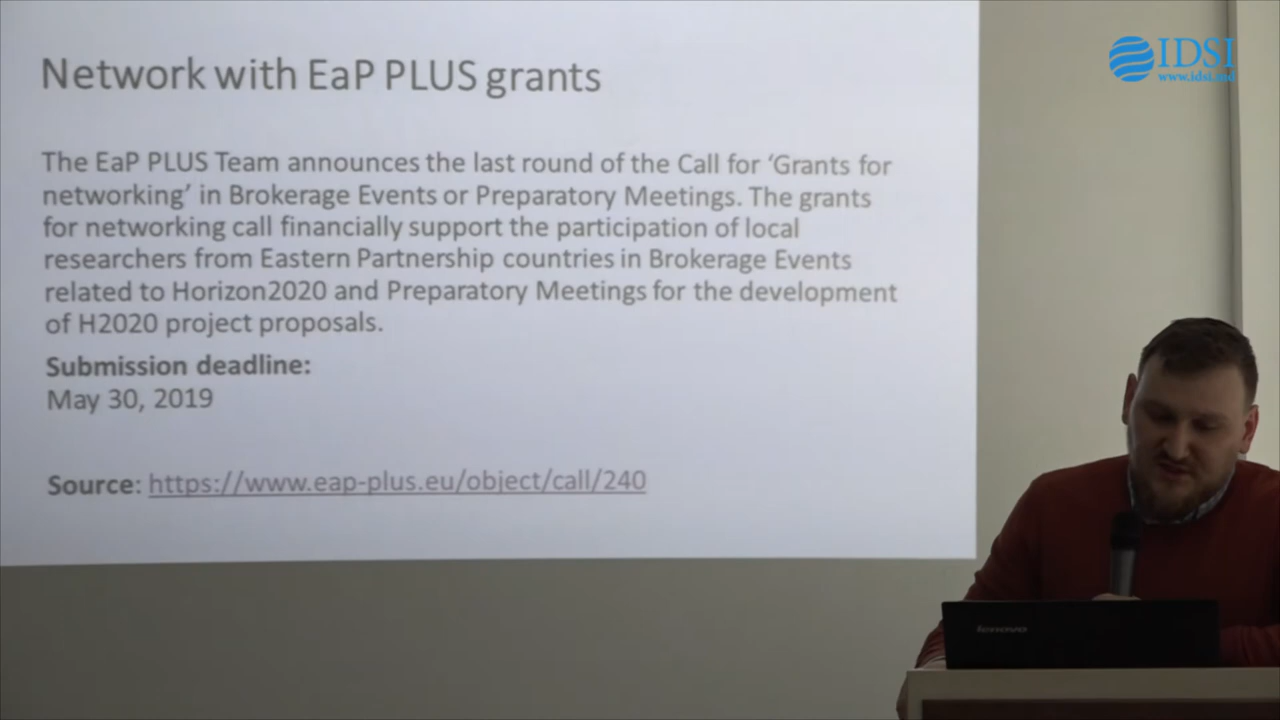 Network with EaP PLUS grants
The EaP PLUS Team announces the last round of the Call for ‘Grants for
networking’ in Brokerage Events or Preparatory Meetings. The grants
for networking call financially support the participation of local
researchers from Eastern Partnership countries in Brokerage Events
related to Horizon2020 and Preparatory Meetings for the development
of H2020 project proposals.
Submission deadline:
May 30, 2019
Source: https://www.eap-plus.eu/object/call/240
IDSI
www.idsi.md
lenovo